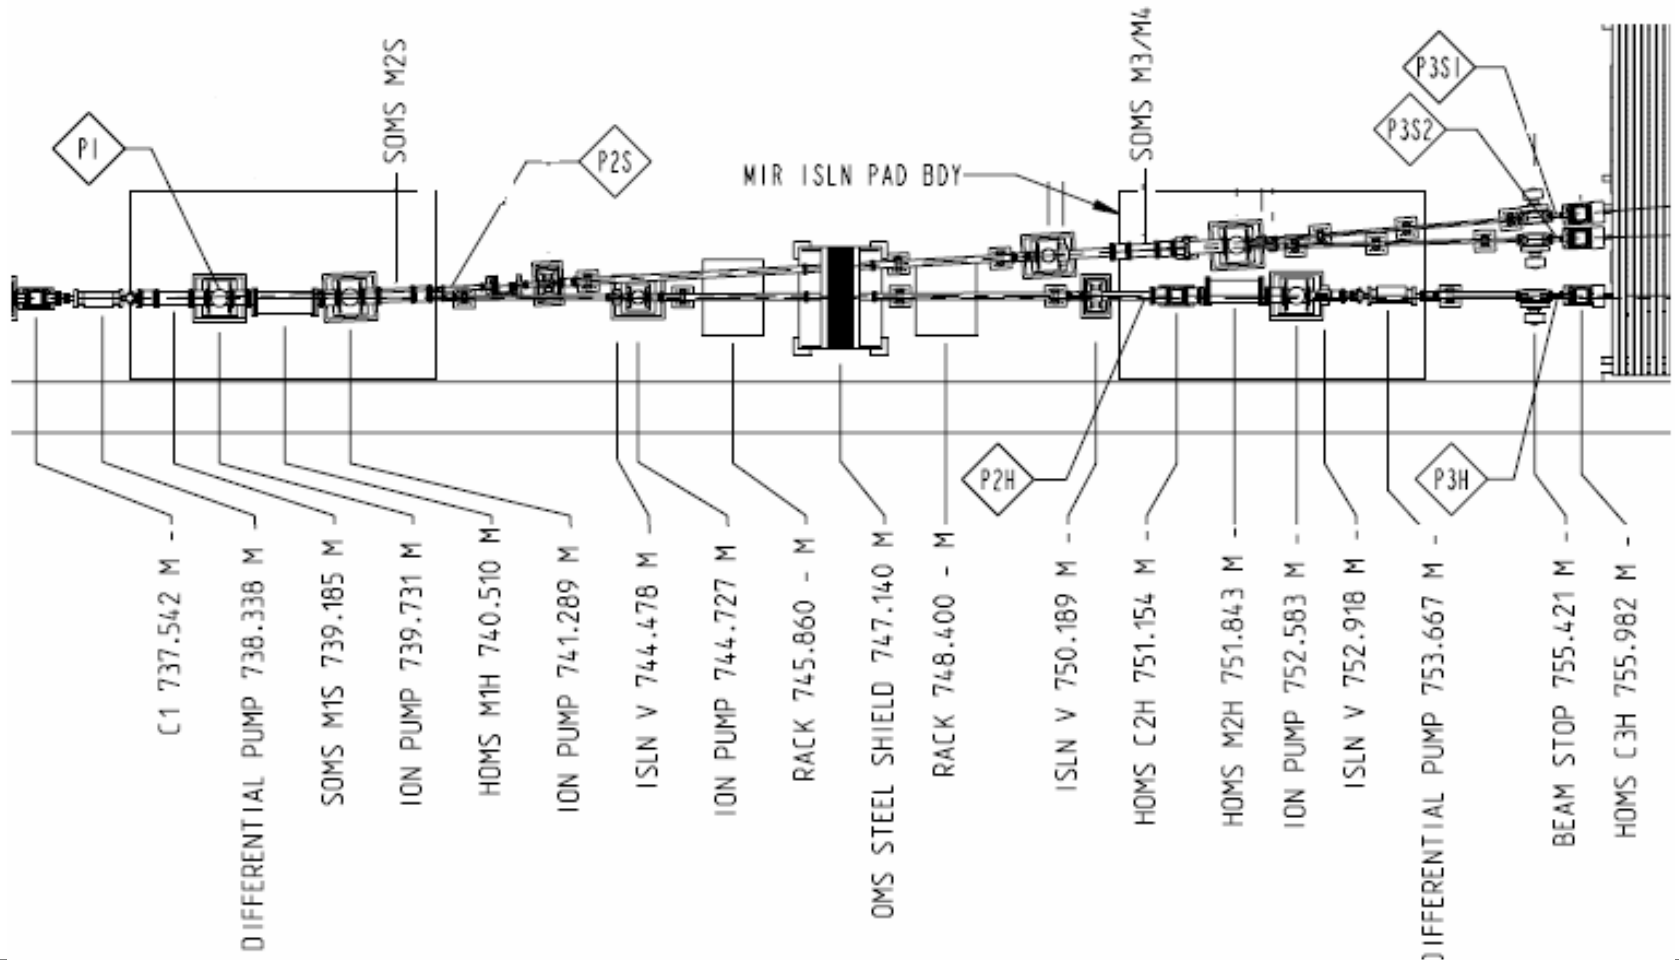 P1
SOMS M2S
P2S
MIR ISLN PAD BDY
SOMS M3/M4
P3S1
P3S2
P2H
P3H
C1 737.542 M -
DIFFERENTIAL PUMP 738.338 M -
SOMS M1S 739.185 M -
ION PUMP 739.731 M -
HOMS M1H 740.510 M -
ION PUMP 741.289 M -
ISLN V 744.478 M -
ION PUMP 744.727 M -
RACK 745.860 - M -
OMS STEEL SHIELD 747.140 M -
RACK 748.400 - M -
ISLN V 750.189 M -
HOMS C2H 751.154 M -
HOMS M2H 751.843 M -
ION PUMP 752.583 M -
ISLN V 752.918 M -
DIFFERENTIAL PUMP 753.667 M -
BEAM STOP 755.421 M -
HOMS C3H 755.982 M -